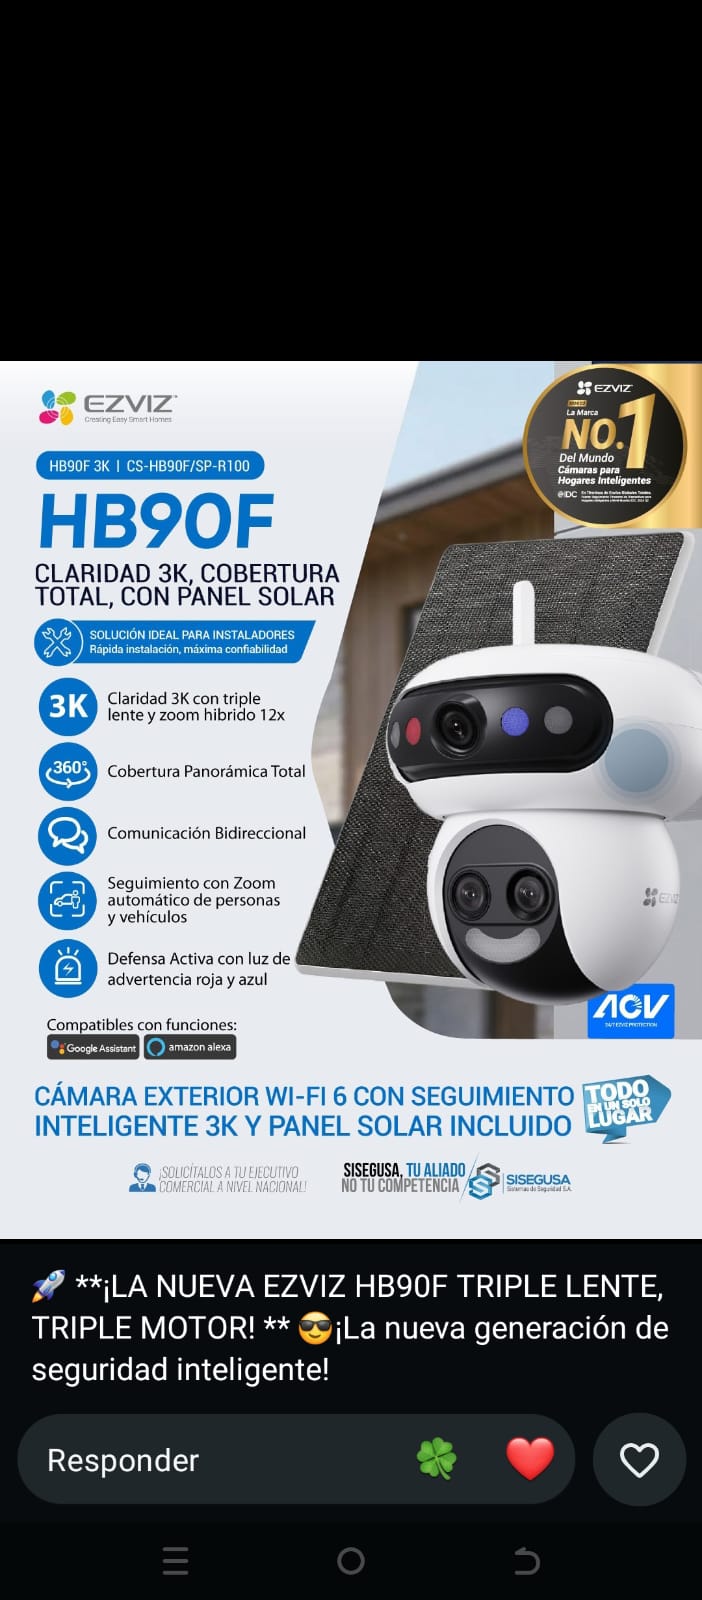 EZVIZ
Creating Easy Smart Homes
HB90F 3K | CS-HB90F/SP-R100
HB90F
CLARIDAD 3K, COBERTURA
TOTAL, CON PANEL SOLAR
SOLUCIÓN IDEAL PARA INSTALADORES
Rápida instalación, máxima confiabilidad
3K
Claridad 3K con triple
lente y zoom hibrido 12x
360°
Cobertura Panorámica Total
Comunicación Bidireccional
Seguimiento con Zoom
automático de personas
y vehículos
Defensa Activa con luz de
advertencia roja y azul
Compatibles con funciones:
Google Assistant
amazon alexa
EZVIZ
La Marca
NO.1
Del Mundo
Cámaras para
Hogares Inteligentes
@IDC
EZVIZ
AOV
24/7 EZVIZ PROTECTION
CÁMARA EXTERIOR WI-FI 6 CON SEGUIMIENTO
INTELIGENTE 3K Y PANEL SOLAR INCLUIDO
TODO
EN UN SOLO
LUGAR
¡SOLICÍTALOS A TU EJECUTIVO
COMERCIAL A NIVEL NACIONAL!
SISEGUSA, TU ALIADO
NO TU COMPETENCIA
SISEGUSA
Sistemas de Seguridad S.A.
🚀 **¡LA NUEVA EZVIZ HB90F TRIPLE LENTE,
TRIPLE MOTOR! ** 😎¡La nueva generación de
seguridad inteligente!
Responder